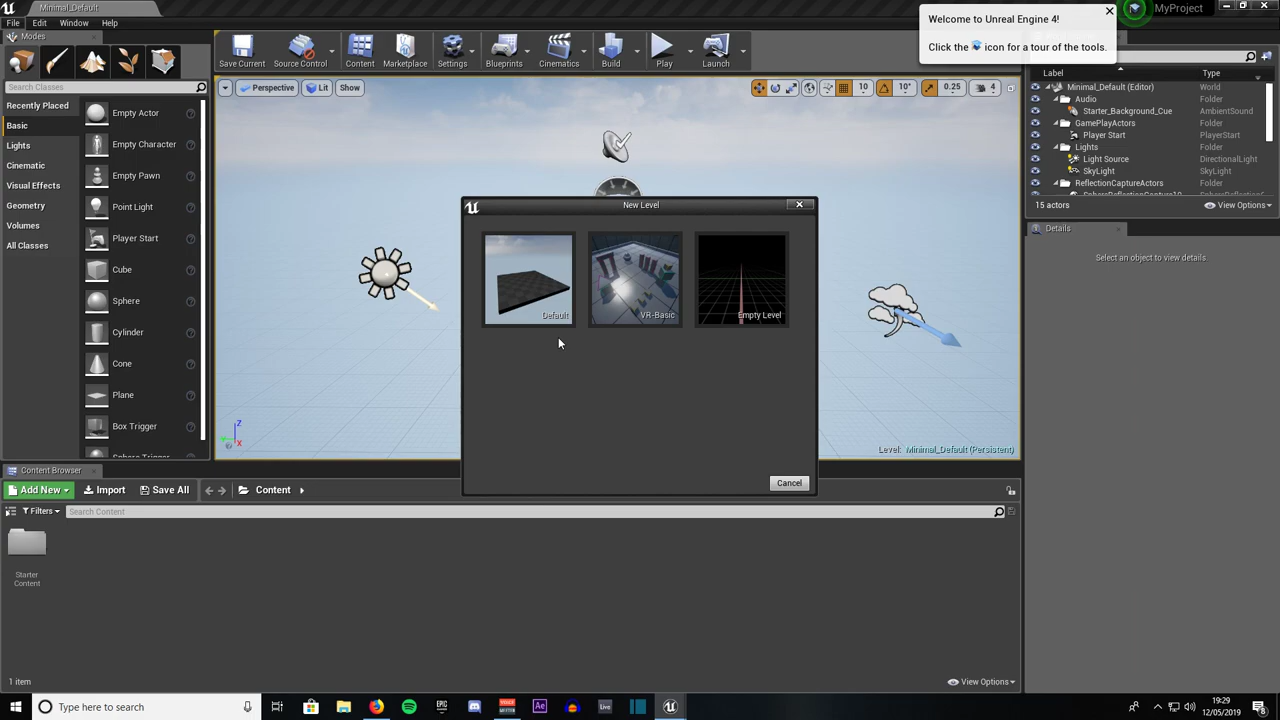 Minimal_Default
File Edit Window Help
Welcome to Unreal Engine 4!
Click the icon for a tour of the tools.
MyProject
Modes
Search Classes
Recently Placed
Basic
Lights
Cinematic
Visual Effects
Geometry
Volumes
All Classes
Empty Actor
Empty Character
Empty Pawn
Point Light
Player Start
Cube
Sphere
Cylinder
Cone
Plane
Box Trigger
Sphere Trigger
Save Current Source Control Content Marketplace Settings Blueprints Cinematics Build Play Launch
Perspective Lit Show
10 10° 0.25 4
New Level
Default
VR-Basic
Empty Level
Cancel
Z
X
Level: Minimal_Default (Persistent)
Label Type
Minimal_Default (Editor) World
Audio Folder
Starter_Background_Cue AmbientSound
GamePlayActors Folder
Player Start PlayerStart
Lights Folder
Light Source DirectionalLight
SkyLight SkyLight
ReflectionCaptureActors Folder
15 actors View Options
Details
Select an object to view details.
Content Browser
Add New Import Save All Content
Filters Search Content
Starter
Content
1 item View Options
Type here to search
EPIC
Ae
Live
19:29
12/05/2019